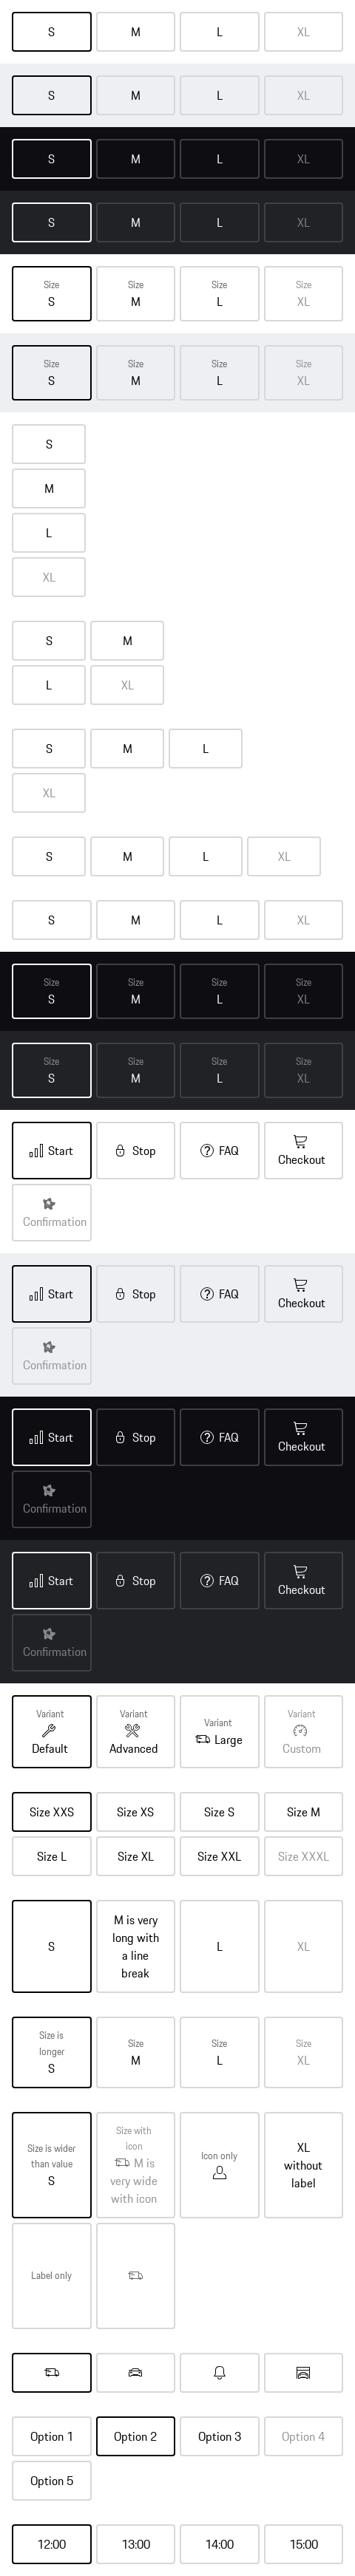 S M L XL
S M L XL
S M L XL
S M L XL
Size Size Size Size
S M L XL
Size Size Size Size
S M L XL
S
M
L
XL
S M
L XL
S M L
XL
S M L XL
S M L XL
Size Size Size Size
S M L XL
Size Size Size Size
S M L XL
Start Stop FAQ Checkout
Confirmation
Start Stop FAQ Checkout
Confirmation
Start Stop FAQ Checkout
Confirmation
Start Stop FAQ Checkout
Confirmation
Variant Variant Variant Variant
Default Advanced Large Custom
Size XXS Size XS Size S Size M
Size L Size XL Size XXL Size XXXL
S
M is very
long with
a line
break
L
XL
Size is
longer
S
Size
M
Size
L
Size
XL
Size is wider
than value
S
Size with
icon
M is
very wide
with icon
Icon only
XL
without
label
Label only
Option 1 Option 2 Option 3 Option 4
Option 5
12:00 13:00 14:00 15:00